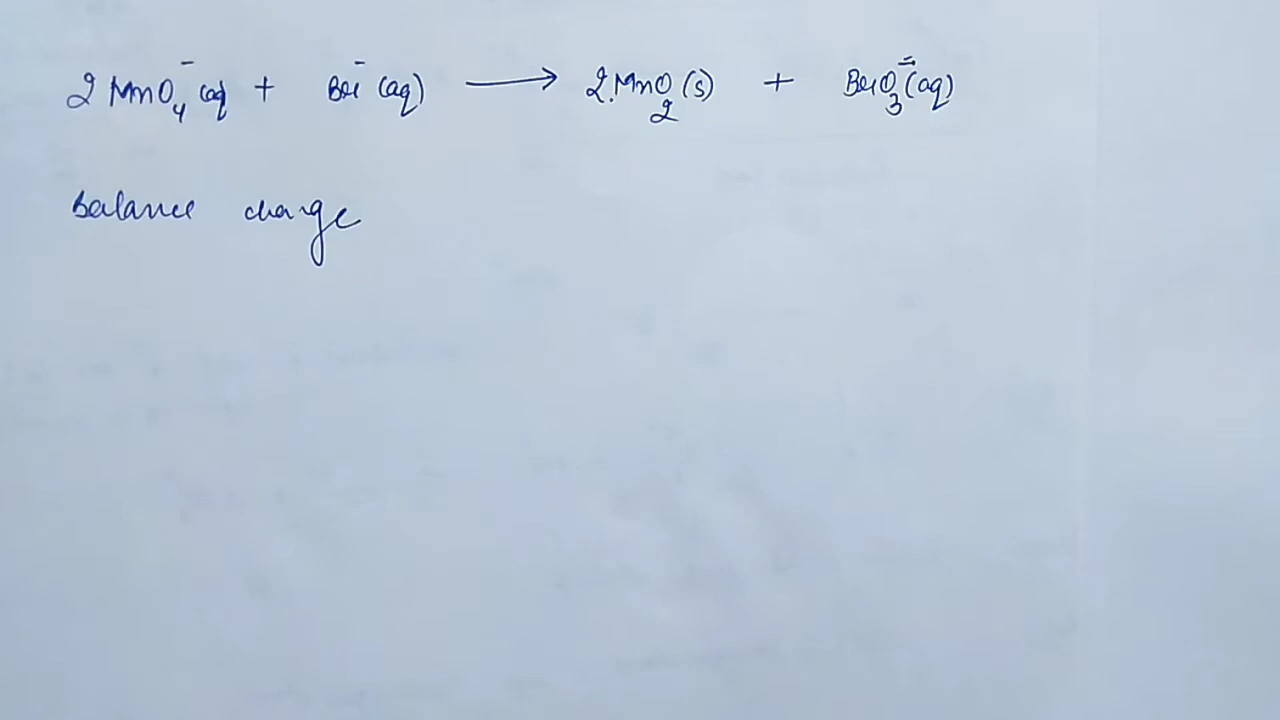 2 MnO₄⁻ (aq + Br⁻ (aq) ⟶ 2 MnO₂ (s) + BrO₃⁻ (aq)
balance charge